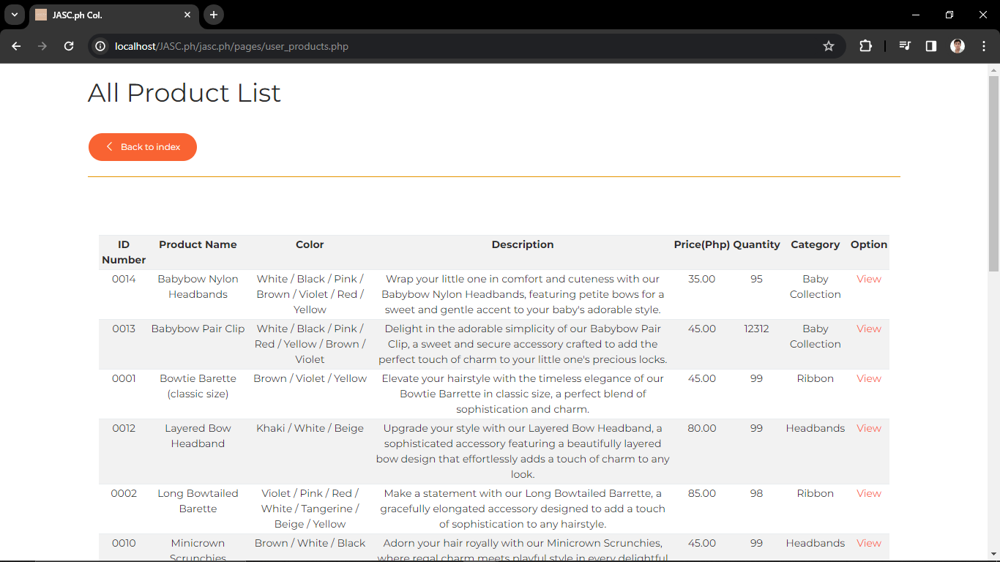 JASC.ph Col.
localhost/JASC.ph/jasc.ph/pages/user_products.php
All Product List
Back to index
ID Number Product Name Color Description Price(Php) Quantity Category Option
0014 Babybow Nylon Headbands White / Black / Pink / Brown / Violet / Red / Yellow Wrap your little one in comfort and cuteness with our Babybow Nylon Headbands, featuring petite bows for a sweet and gentle accent to your baby's adorable style. 35.00 95 Baby Collection View
0013 Babybow Pair Clip White / Black / Pink / Red / Yellow / Brown / Violet Delight in the adorable simplicity of our Babybow Pair Clip, a sweet and secure accessory crafted to add the perfect touch of charm to your little one's precious locks. 45.00 12312 Baby Collection View
0001 Bowtie Barette (classic size) Brown / Violet / Yellow Elevate your hairstyle with the timeless elegance of our Bowtie Barrette in classic size, a perfect blend of sophistication and charm. 45.00 99 Ribbon View
0012 Layered Bow Headband Khaki / White / Beige Upgrade your style with our Layered Bow Headband, a sophisticated accessory featuring a beautifully layered bow design that effortlessly adds a touch of charm to any look. 80.00 99 Headbands View
0002 Long Bowtailed Barette Violet / Pink / Red / White / Tangerine / Beige / Yellow Make a statement with our Long Bowtailed Barrette, a gracefully elongated accessory designed to add a touch of sophistication to any hairstyle. 85.00 98 Ribbon View
0010 Minicrown Scrunchies Brown / White / Black Adorn your hair royally with our Minicrown Scrunchies, where regal charm meets playful style in every delightful 45.00 99 Headbands View